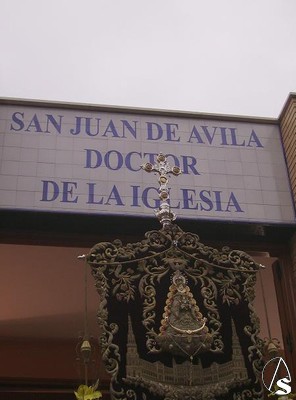 SAN JUAN DE AVILA
DOCTOR
DE LA IGLESIA